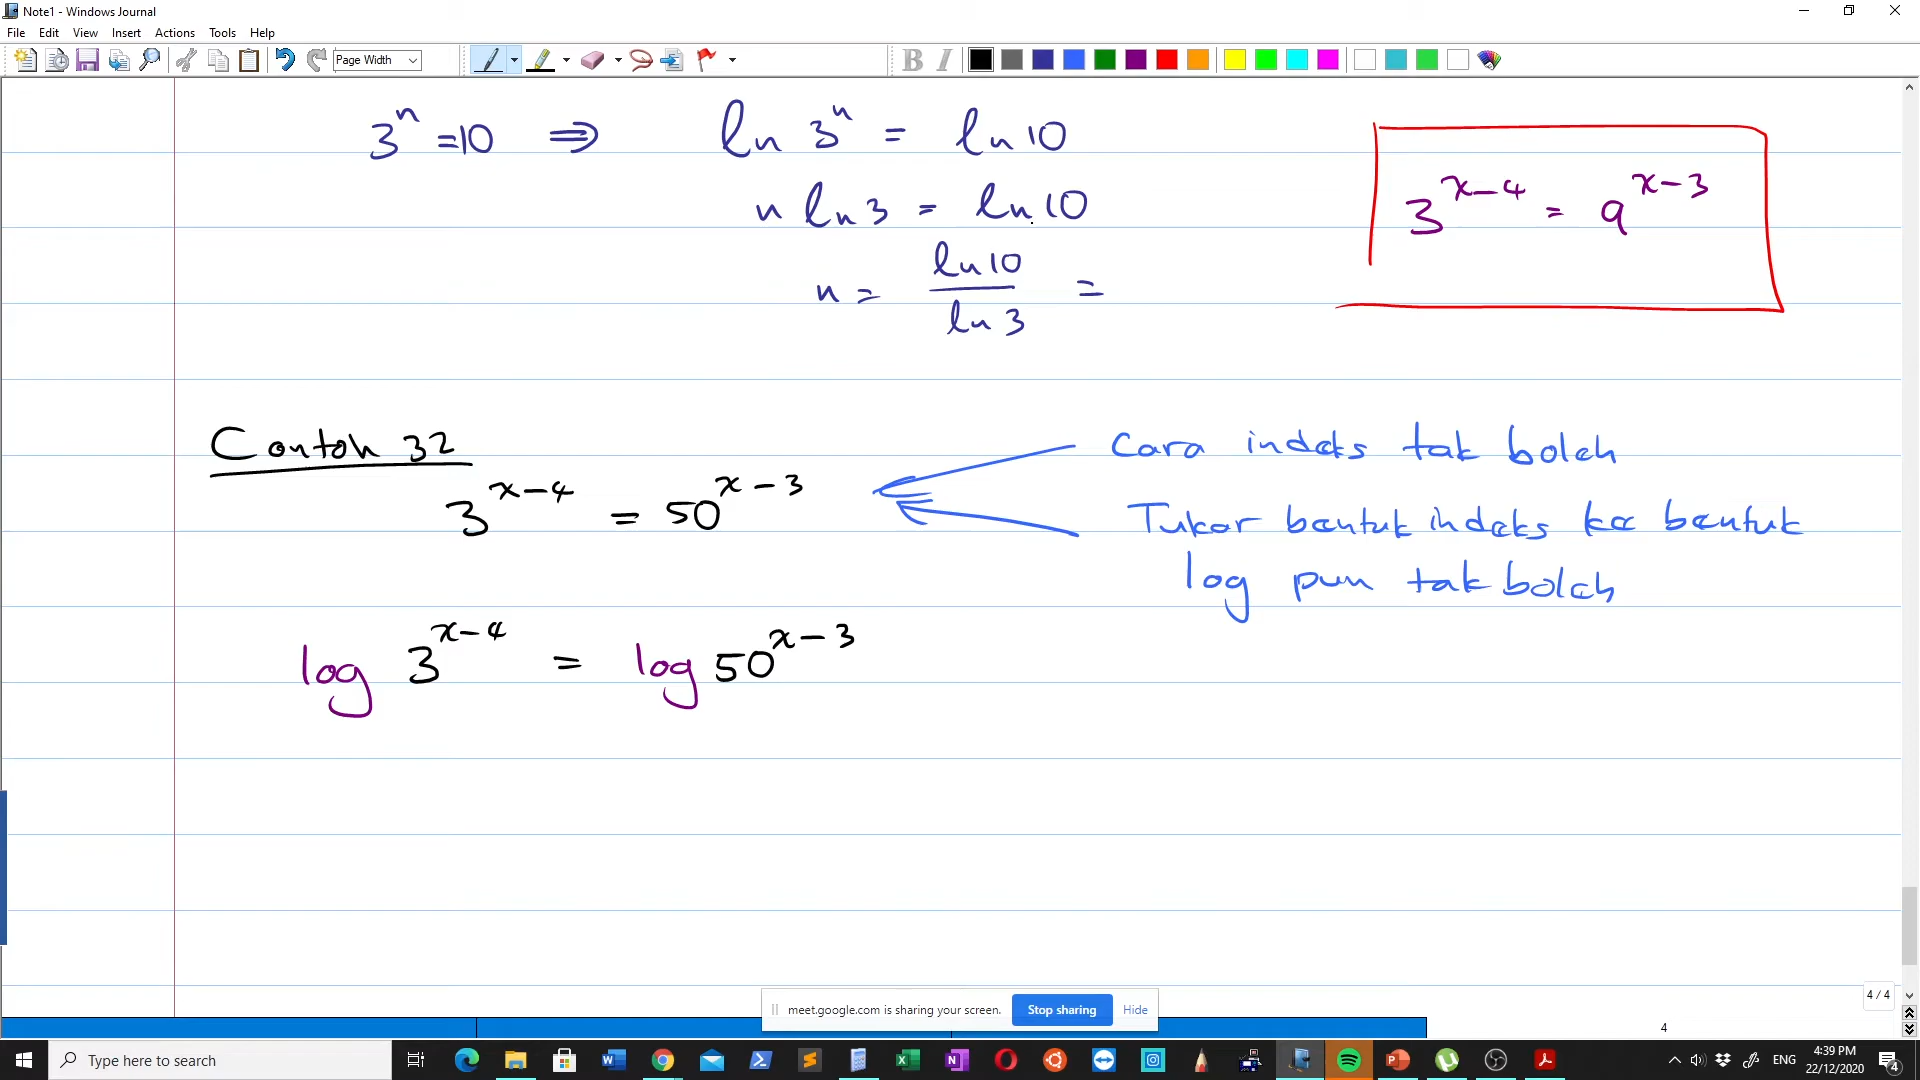 Note1 - Windows Journal
File Edit View Insert Actions Tools Help
Page Width
B I
3ⁿ = 10 ⇒ ln 3ⁿ = ln 10
n ln 3 = ln 10
n = ln 10 / ln 3 =
3^(x-4) = 9^(x-3)
Contoh 32
3^(x-4) = 50^(x-3)
Cara indeks tak boleh
Tukar bentuk indeks ke bentuk
log pun tak boleh
log 3^(x-4) = log 50^(x-3)
4 / 4
meet.google.com is sharing your screen. Stop sharing Hide
4
Type here to search
ENG
4:39 PM
22/12/2020
4